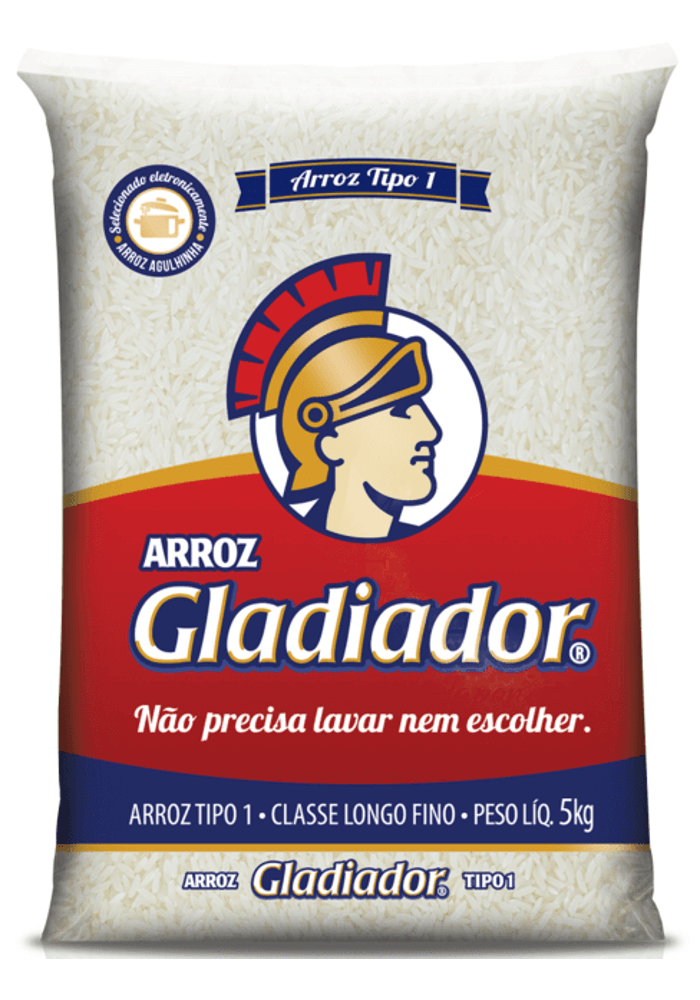 Selecionado eletronicamente
• ARROZ AGULHINHA •
Arroz Tipo 1
ARROZ
Gladiador®
Não precisa lavar nem escolher.
ARROZ TIPO 1 • CLASSE LONGO FINO • PESO LÍQ. 5kg
ARROZ Gladiador® TIPO 1